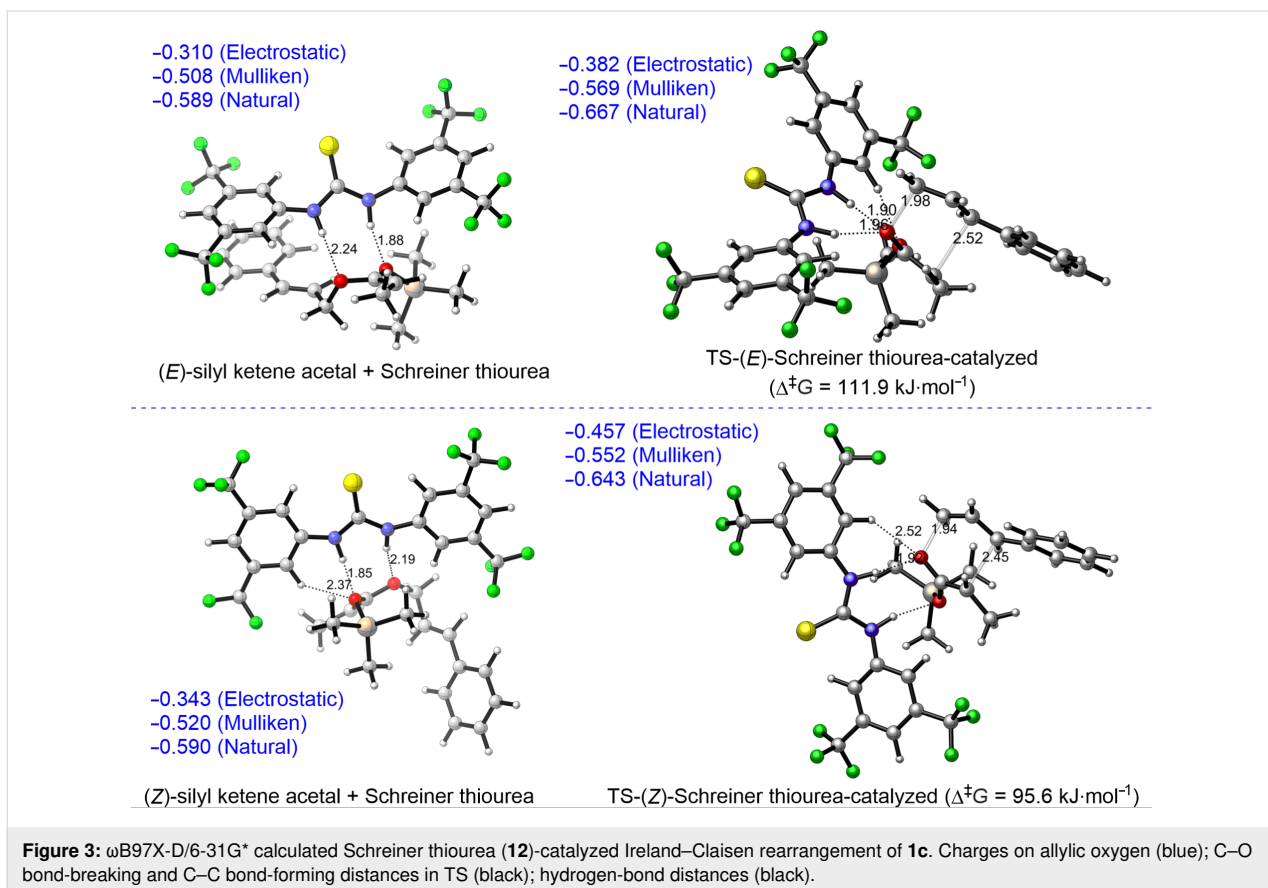 –0.310 (Electrostatic)
–0.508 (Mulliken)
–0.589 (Natural)
2.24
1.88
(E)-silyl ketene acetal + Schreiner thiourea
–0.382 (Electrostatic)
–0.569 (Mulliken)
–0.667 (Natural)
1.90
1.98
1.96
2.52
TS-(E)-Schreiner thiourea-catalyzed
(Δ‡G = 111.9 kJ·mol⁻¹)
2.19
1.85
2.37
–0.343 (Electrostatic)
–0.520 (Mulliken)
–0.590 (Natural)
(Z)-silyl ketene acetal + Schreiner thiourea
–0.457 (Electrostatic)
–0.552 (Mulliken)
–0.643 (Natural)
2.52
1.94
2.45
TS-(Z)-Schreiner thiourea-catalyzed (Δ‡G = 95.6 kJ·mol⁻¹)
Figure 3: ωB97X-D/6-31G* calculated Schreiner thiourea (12)-catalyzed Ireland–Claisen rearrangement of 1c. Charges on allylic oxygen (blue); C–O
bond-breaking and C–C bond-forming distances in TS (black); hydrogen-bond distances (black).